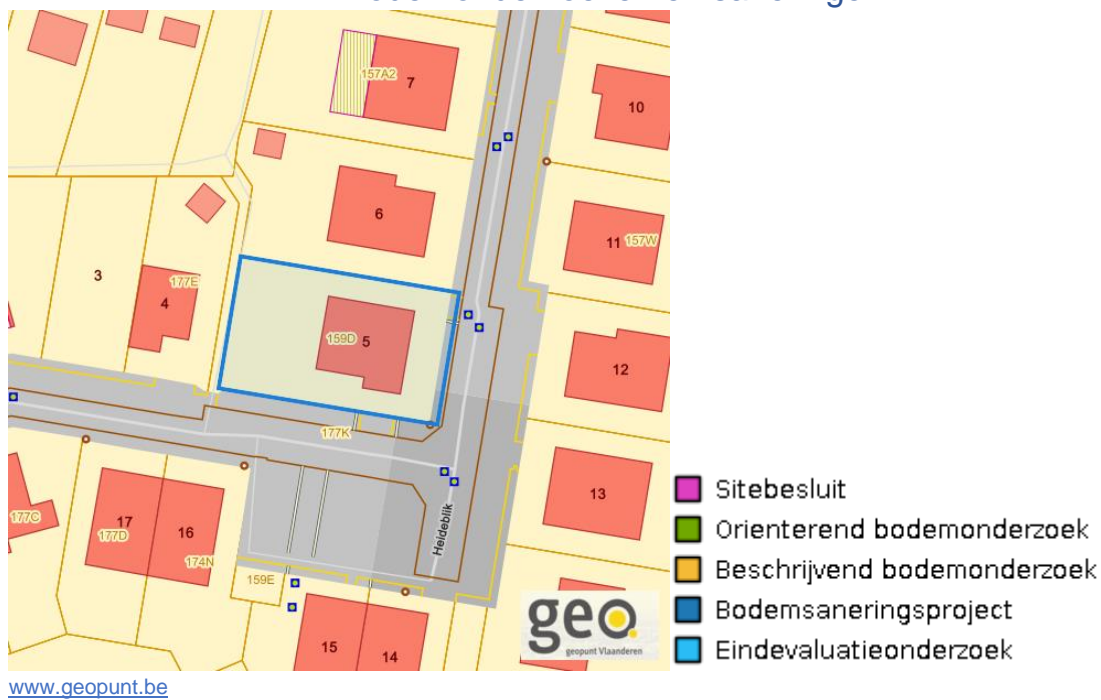 157A2
7
10
6
11 157W
3
177E
4
159D 5
12
177K
13
177C
17
177D
16
174N
Heideblik
159E
15
14
geo.
geopunt Vlaanderen
Sitebesluit
Orienterend bodemonderzoek
Beschrijvend bodemonderzoek
Bodemsaneringsproject
Eindevaluatieonderzoek
www.geopunt.be